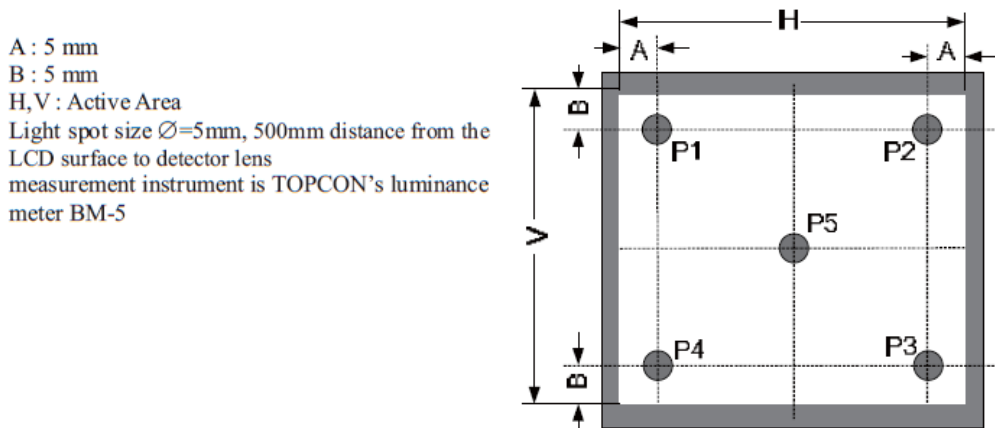 A : 5 mm
B : 5 mm
H,V : Active Area
Light spot size ∅=5mm, 500mm distance from the
LCD surface to detector lens
measurement instrument is TOPCON's luminance
meter BM-5
H
A
A
B
P1
P2
P5
V
P4
P3
B